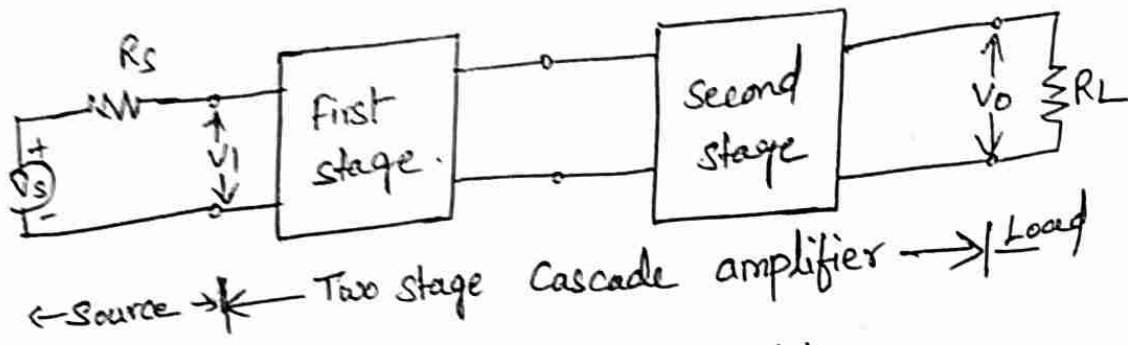 Rs
+
Vs
-
V1
First
stage.
Second
stage
Vo
RL
←Source→
← Two stage Cascade amplifier →
Load